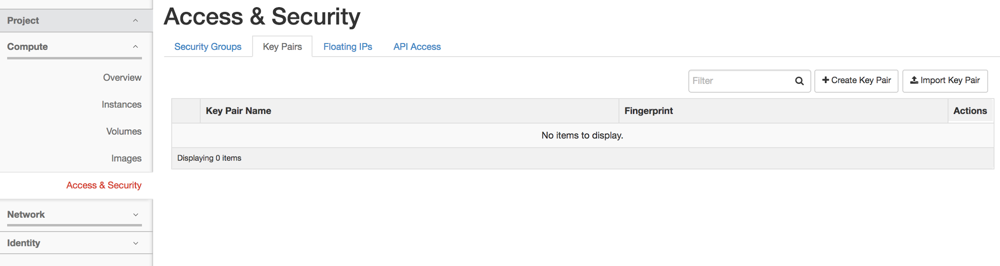 Project
Compute
Overview
Instances
Volumes
Images
Access & Security
Network
Identity
Access & Security
Security Groups Key Pairs Floating IPs API Access
Filter Create Key Pair Import Key Pair
Key Pair Name Fingerprint Actions
No items to display.
Displaying 0 items